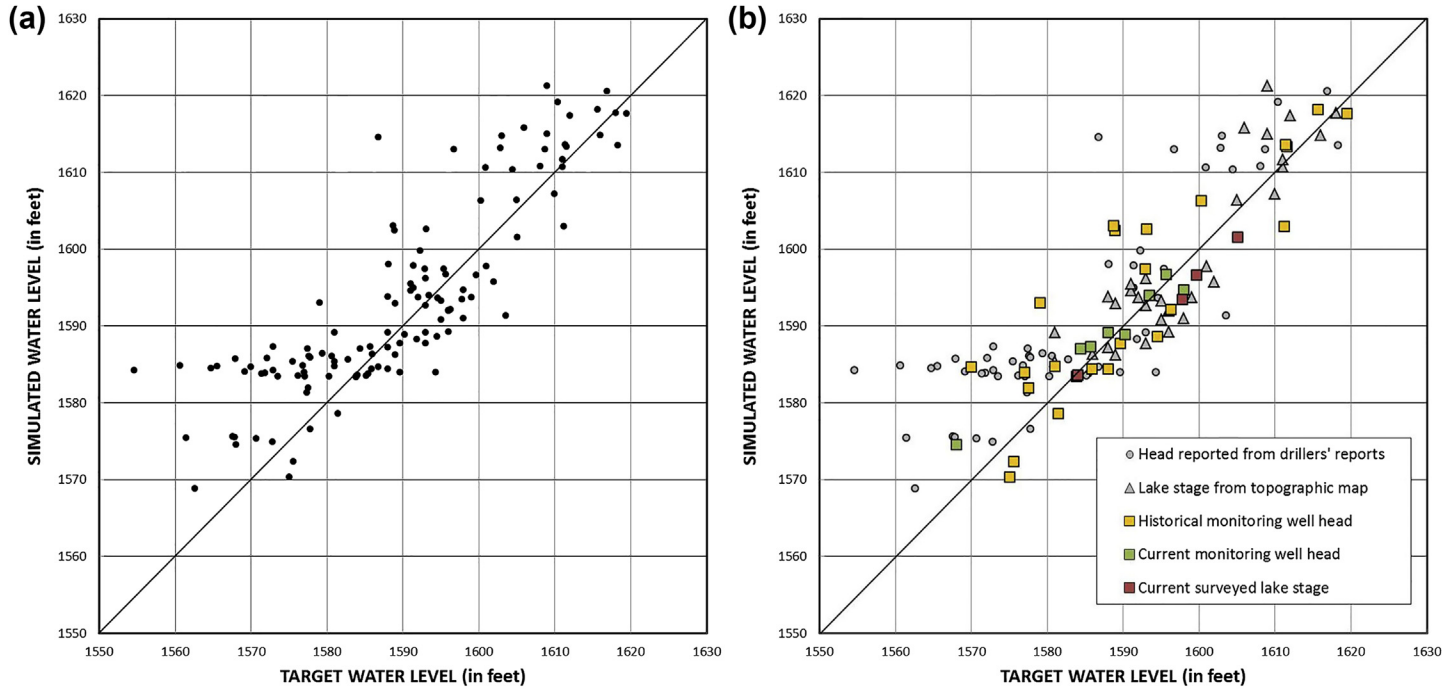 (a)
1630
1620
1610
1600
1590
1580
1570
1560
1550
SIMULATED WATER LEVEL (in feet)
1550 1560 1570 1580 1590 1600 1610 1620 1630
TARGET WATER LEVEL (in feet)
(b)
1630
1620
1610
1600
1590
1580
1570
1560
1550
SIMULATED WATER LEVEL (in feet)
Head reported from drillers' reports
Lake stage from topographic map
Historical monitoring well head
Current monitoring well head
Current surveyed lake stage
1550 1560 1570 1580 1590 1600 1610 1620 1630
TARGET WATER LEVEL (in feet)